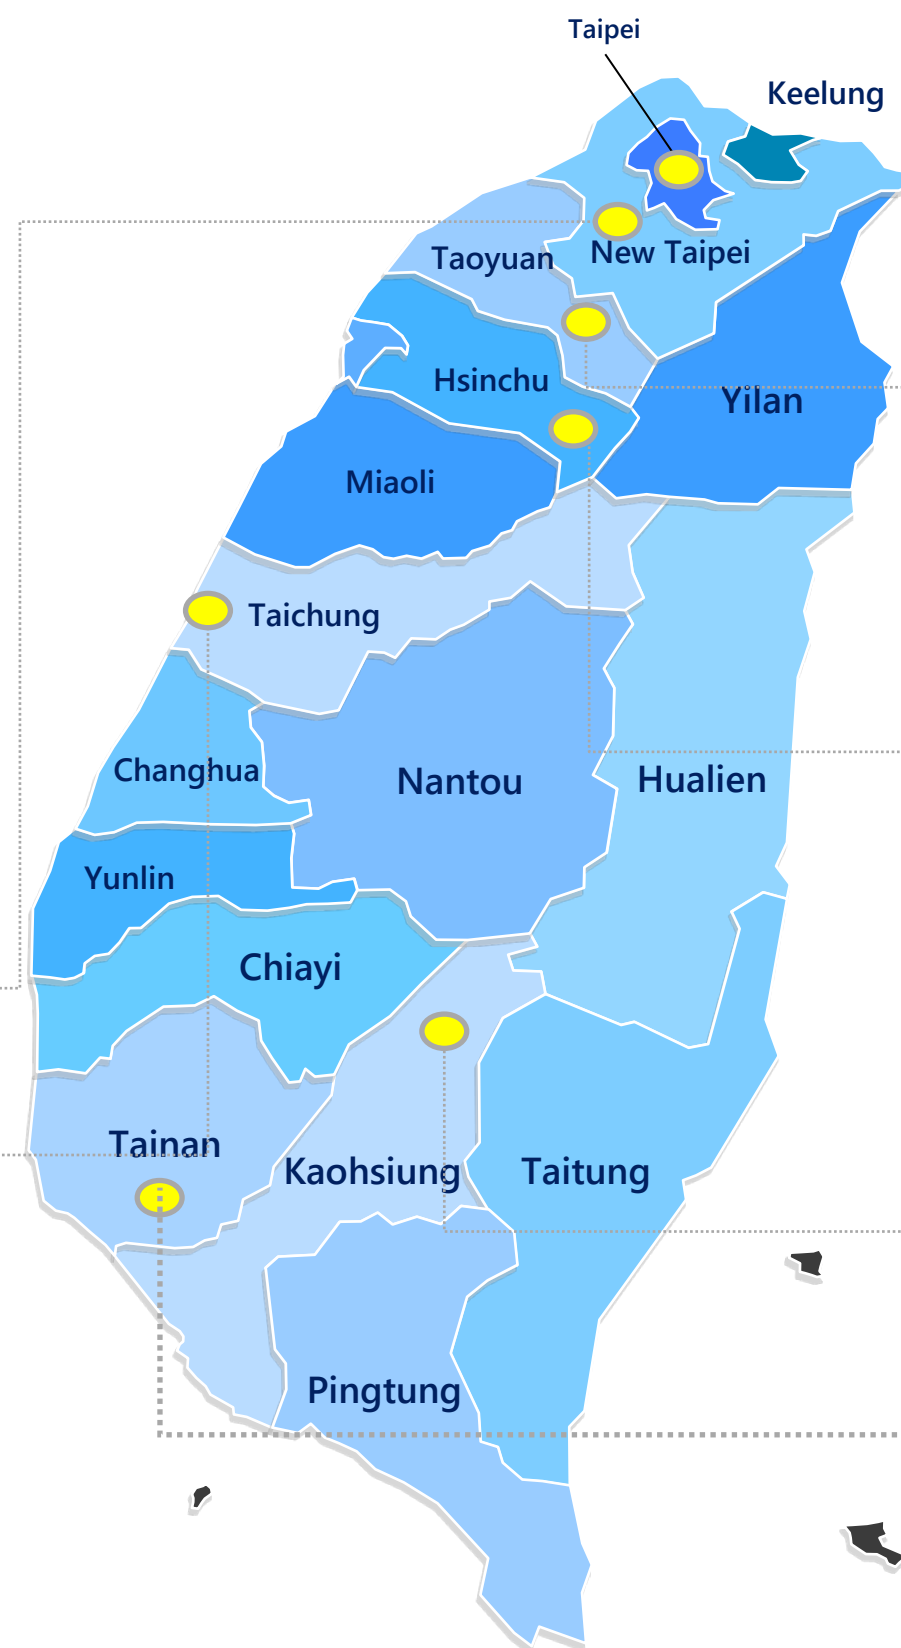 Taipei
Keelung
New Taipei
Taoyuan
Hsinchu
Yilan
Miaoli
Taichung
Changhua
Nantou
Hualien
Yunlin
Chiayi
Tainan
Kaohsiung
Taitung
Pingtung